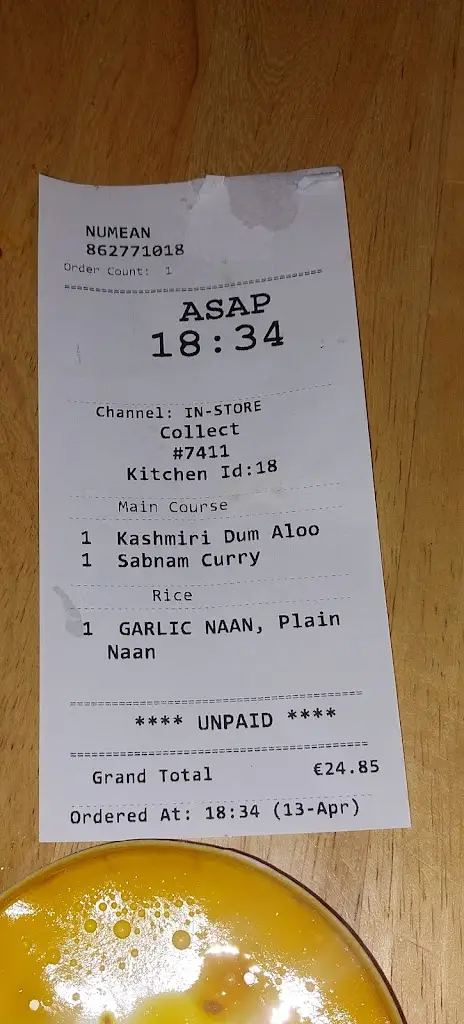 NUMEAN
862771018
Order Count: 1
ASAP
18:34
Channel: IN-STORE
Collect
#7411
Kitchen Id:18
Main Course
1 Kashmiri Dum Aloo
1 Sabnam Curry
Rice
1 GARLIC NAAN, Plain
Naan
**** UNPAID ****
Grand Total €24.85
Ordered At: 18:34 (13-Apr)